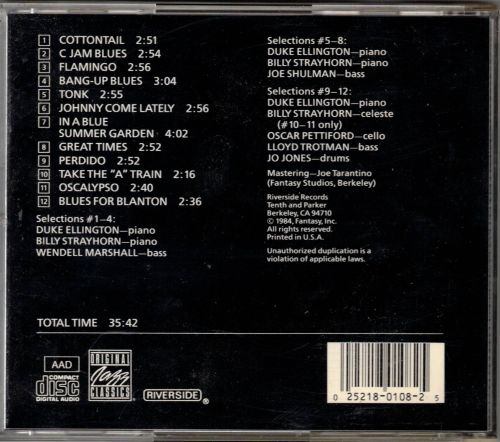 1 COTTONTAIL 2:51
2 C JAM BLUES 2:54
3 FLAMINGO 2:56
4 BANG-UP BLUES 3:04
5 TONK 2:55
6 JOHNNY COME LATELY 2:56
7 IN A BLUE
SUMMER GARDEN 4:02
8 GREAT TIMES 2:52
9 PERDIDO 2:52
10 TAKE THE "A" TRAIN 2:16
11 OSCALYPSO 2:40
12 BLUES FOR BLANTON 2:36
Selections #1–4:
DUKE ELLINGTON—piano
BILLY STRAYHORN—piano
WENDELL MARSHALL—bass
TOTAL TIME 35:42
Selections #5–8:
DUKE ELLINGTON—piano
BILLY STRAYHORN—piano
JOE SHULMAN—bass
Selections #9–12:
DUKE ELLINGTON—piano
BILLY STRAYHORN—celeste
(#10–11 only)
OSCAR PETTIFORD—cello
LLOYD TROTMAN—bass
JO JONES—drums
Mastering—Joe Tarantino
(Fantasy Studios, Berkeley)
Riverside Records
Tenth and Parker
Berkeley, CA 94710
© 1984, Fantasy, Inc.
All rights reserved.
Printed in U.S.A.
Unauthorized duplication is a
violation of applicable laws.
AAD
COMPACT
disc
DIGITAL AUDIO
ORIGINAL
Jazz
CLASSICS
RIVERSIDE ®
0 25218-0108-2 5